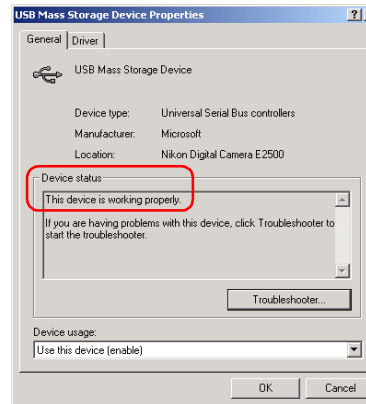 USB Mass Storage Device Properties
General
Driver
USB Mass Storage Device
Device type: Universal Serial Bus controllers
Manufacturer: Microsoft
Location: Nikon Digital Camera E2500
Device status
This device is working properly.
If you are having problems with this device, click Troubleshooter to
start the troubleshooter.
Troubleshooter...
Device usage:
Use this device (enable)
OK
Cancel